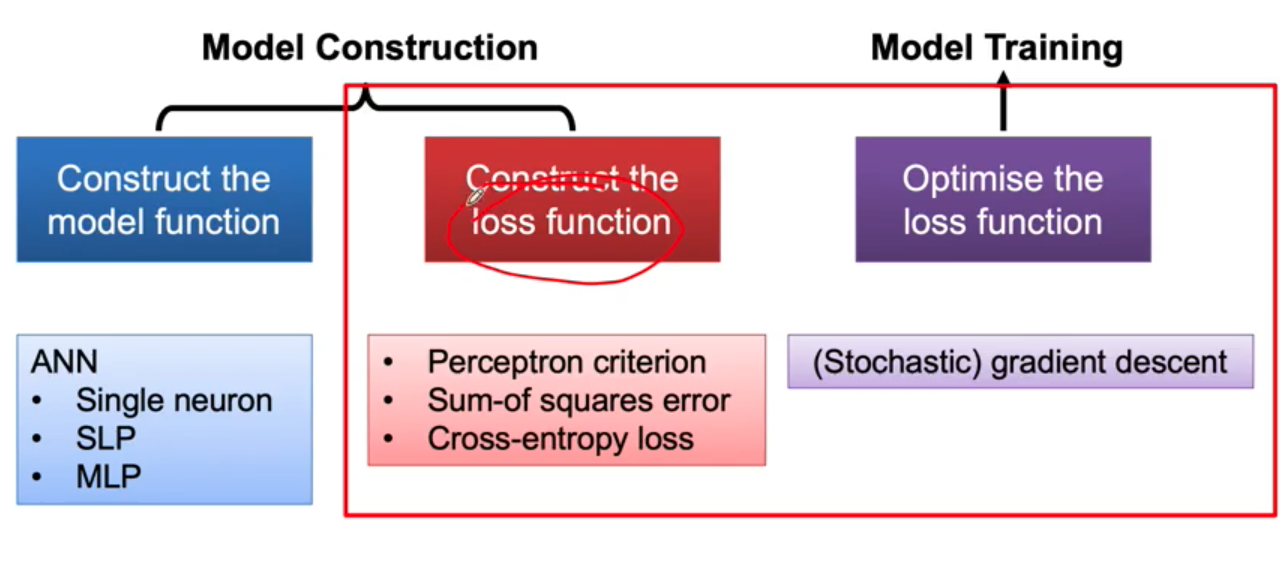 Model Construction
Model Training
Construct the
model function
Construct the
loss function
Optimise the
loss function
ANN
• Single neuron
• SLP
• MLP
• Perceptron criterion
• Sum-of squares error
• Cross-entropy loss
(Stochastic) gradient descent